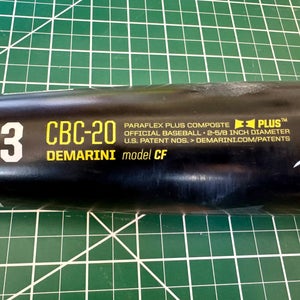 3
CBC-20
DEMARINI model CF
PARAFLEX PLUS COMPOSITE PLUS™
OFFICIAL BASEBALL • 2-5/8 INCH DIAMETER
U.S. PATENT NOS. > DEMARINI.COM/PATENTS